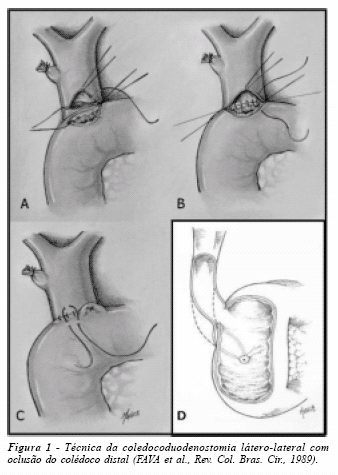 A
B
C
D
Figura 1 - Técnica da coledocoduodenostomia látero-lateral com
oclusão do colédoco distal (FAVA et al., Rev. Col. Bras. Cir., 1989).